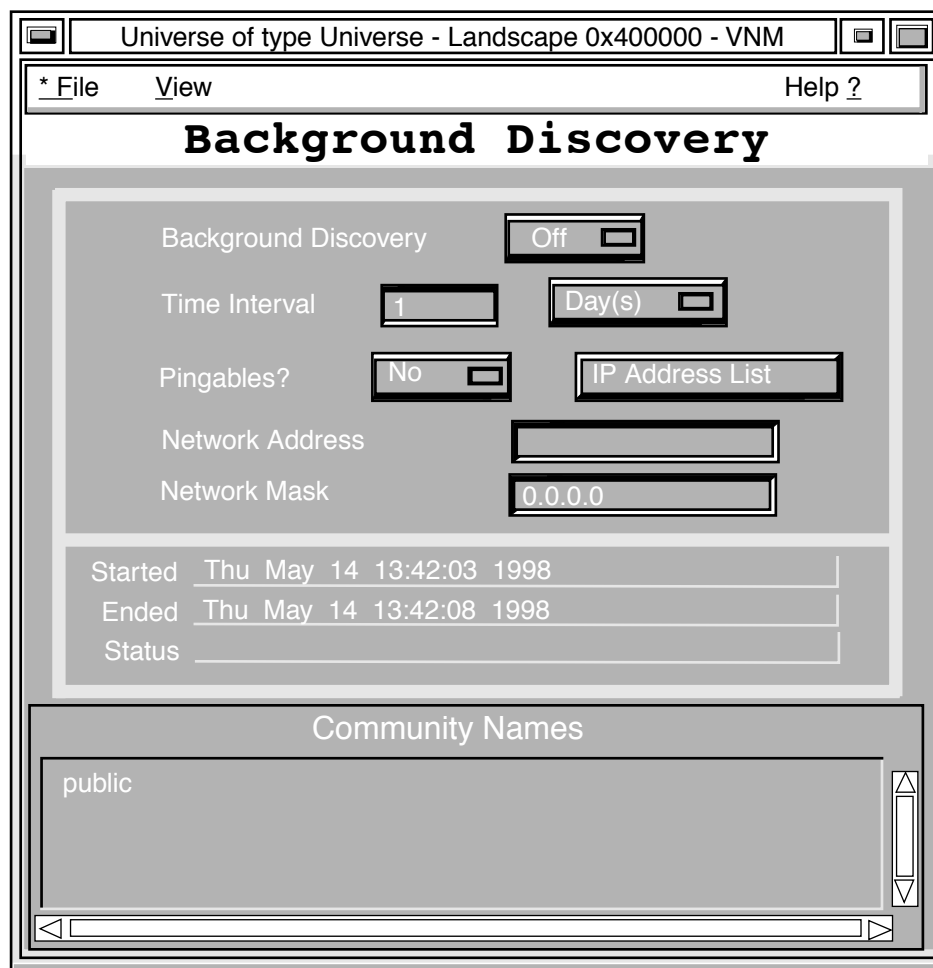 Universe of type Universe - Landscape 0x400000 - VNM
* File View Help ?
Background Discovery
Background Discovery Off
Time Interval 1 Day(s)
Pingables? No IP Address List
Network Address
Network Mask 0.0.0.0
Started Thu May 14 13:42:03 1998
Ended Thu May 14 13:42:08 1998
Status
Community Names
public